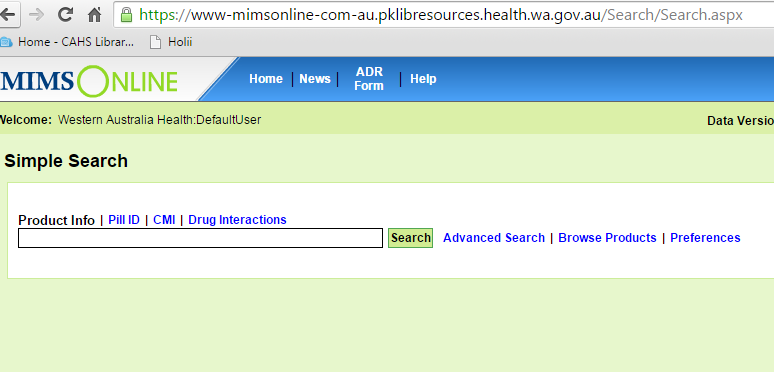 https://www-mimsonline-com-au.pklibresources.health.wa.gov.au/Search/Search.aspx
Home - CAHS Librar... Holii
MIMS ONLINE
Home | News | ADR Form | Help
Welcome: Western Australia Health:DefaultUser Data Versio
Simple Search
Product Info | Pill ID | CMI | Drug Interactions
Search Advanced Search | Browse Products | Preferences